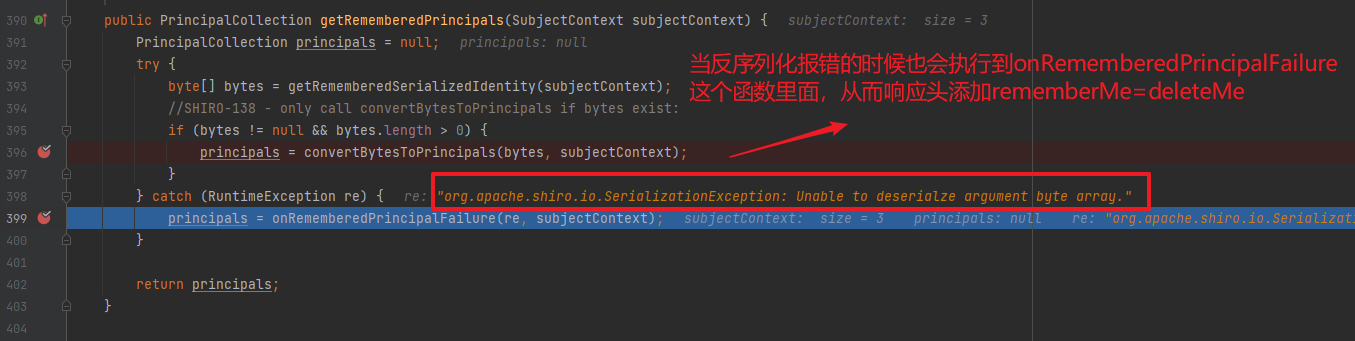 390 public PrincipalCollection getRememberedPrincipals(SubjectContext subjectContext) { subjectContext: size = 3
391 PrincipalCollection principals = null; principals: null
392 try {
当反序列化报错的时候也会执行到onRememberedPrincipalFailure
393 byte[] bytes = getRememberedSerializedIdentity(subjectContext);
这个函数里面，从而响应头添加rememberMe=deleteMe
394 //SHIRO-138 - only call convertBytesToPrincipals if bytes exist:
395 if (bytes != null && bytes.length > 0) {
396 principals = convertBytesToPrincipals(bytes, subjectContext);
397 }
398 } catch (RuntimeException re) { re: "org.apache.shiro.io.SerializationException: Unable to deserialze argument byte array."
399 principals = onRememberedPrincipalFailure(re, subjectContext); subjectContext: size = 3 principals: null re: "org.apache.shiro.io.Serializati
400 }
401
402 return principals;
403 }
404